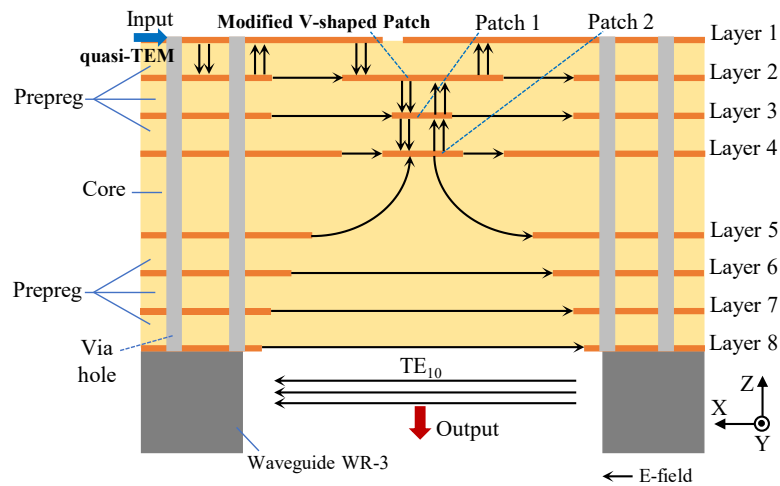 Input
Modified V-shaped Patch
Patch 1
Patch 2
Layer 1
quasi-TEM
Layer 2
Prepreg
Layer 3
Layer 4
Core
Layer 5
Layer 6
Prepreg
Layer 7
Layer 8
Via
hole
TE10
Output
Z
X
Y
Waveguide WR-3
E-field